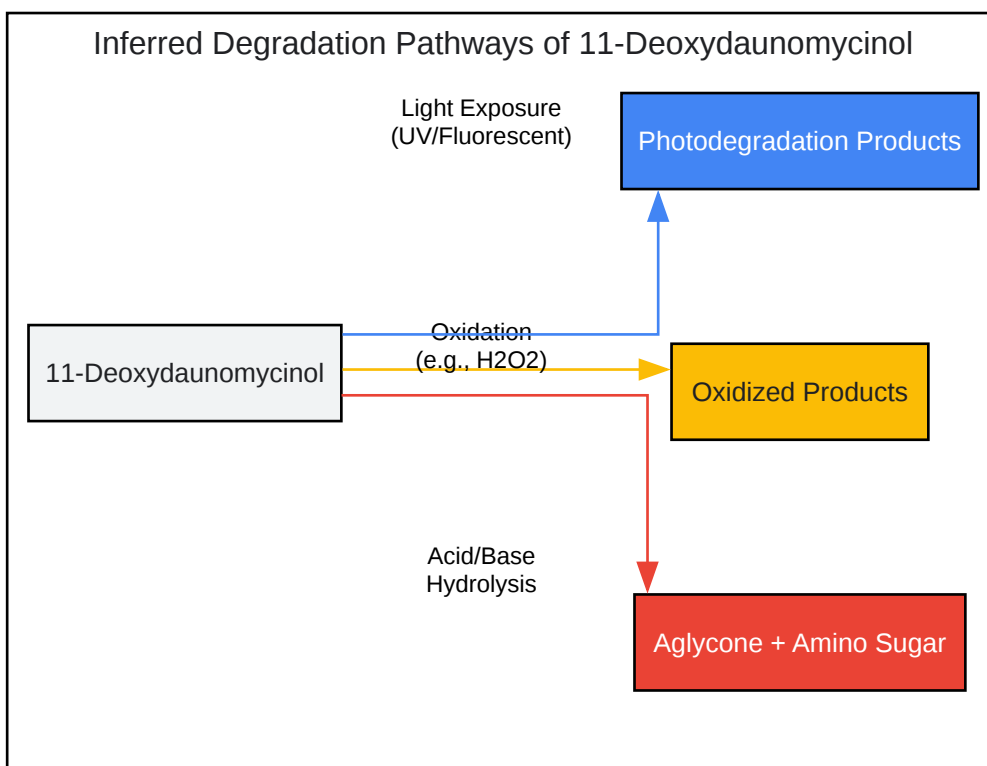 Inferred Degradation Pathways of 11-Deoxydaunomycinol
Light Exposure
(UV/Fluorescent)
Photodegradation Products
11-Deoxydaunomycinol
Oxidation
(e.g., H2O2)
Oxidized Products
Acid/Base
Hydrolysis
Aglycone + Amino Sugar